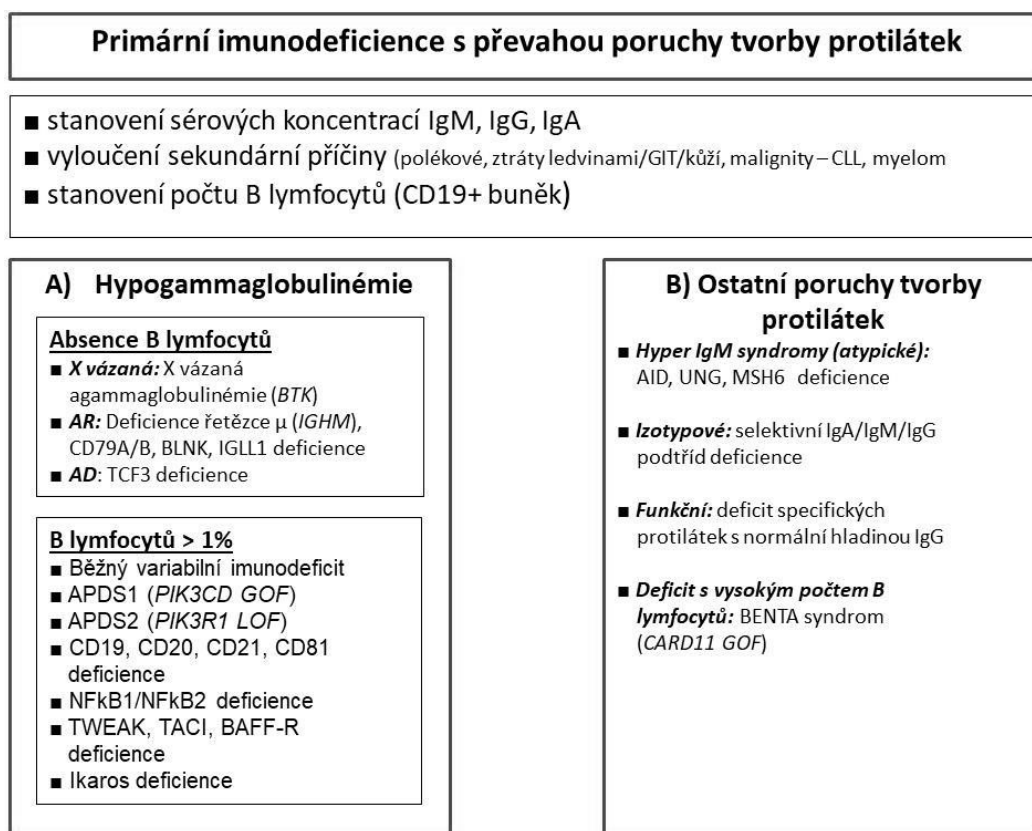 Primární imunodeficience s převahou poruchy tvorby protilátek
■ stanovení sérových koncentrací IgM, IgG, IgA
■ vyloučení sekundární příčiny (polékové, ztráty ledvinami/GIT/kůží, malignity – CLL, myelom
■ stanovení počtu B lymfocytů (CD19+ buněk)
A) Hypogammaglobulinémie
Absence B lymfocytů
■ X vázaná: X vázaná
agammaglobulinémie (BTK)
■ AR: Deficience řetězce µ (IGHM),
CD79A/B, BLNK, IGLL1 deficience
■ AD: TCF3 deficience
B lymfocytů > 1%
■ Běžný variabilní imunodeficit
■ APDS1 (PIK3CD GOF)
■ APDS2 (PIK3R1 LOF)
■ CD19, CD20, CD21, CD81
deficience
■ NFkB1/NFkB2 deficience
■ TWEAK, TACI, BAFF-R
deficience
■ Ikaros deficience
B) Ostatní poruchy tvorby
protilátek
■ Hyper IgM syndromy (atypické):
AID, UNG, MSH6 deficience
■ Izotypové: selektivní IgA/IgM/IgG
podtříd deficience
■ Funkční: deficit specifických
protilátek s normální hladinou IgG
■ Deficit s vysokým počtem B
lymfocytů: BENTA syndrom
(CARD11 GOF)